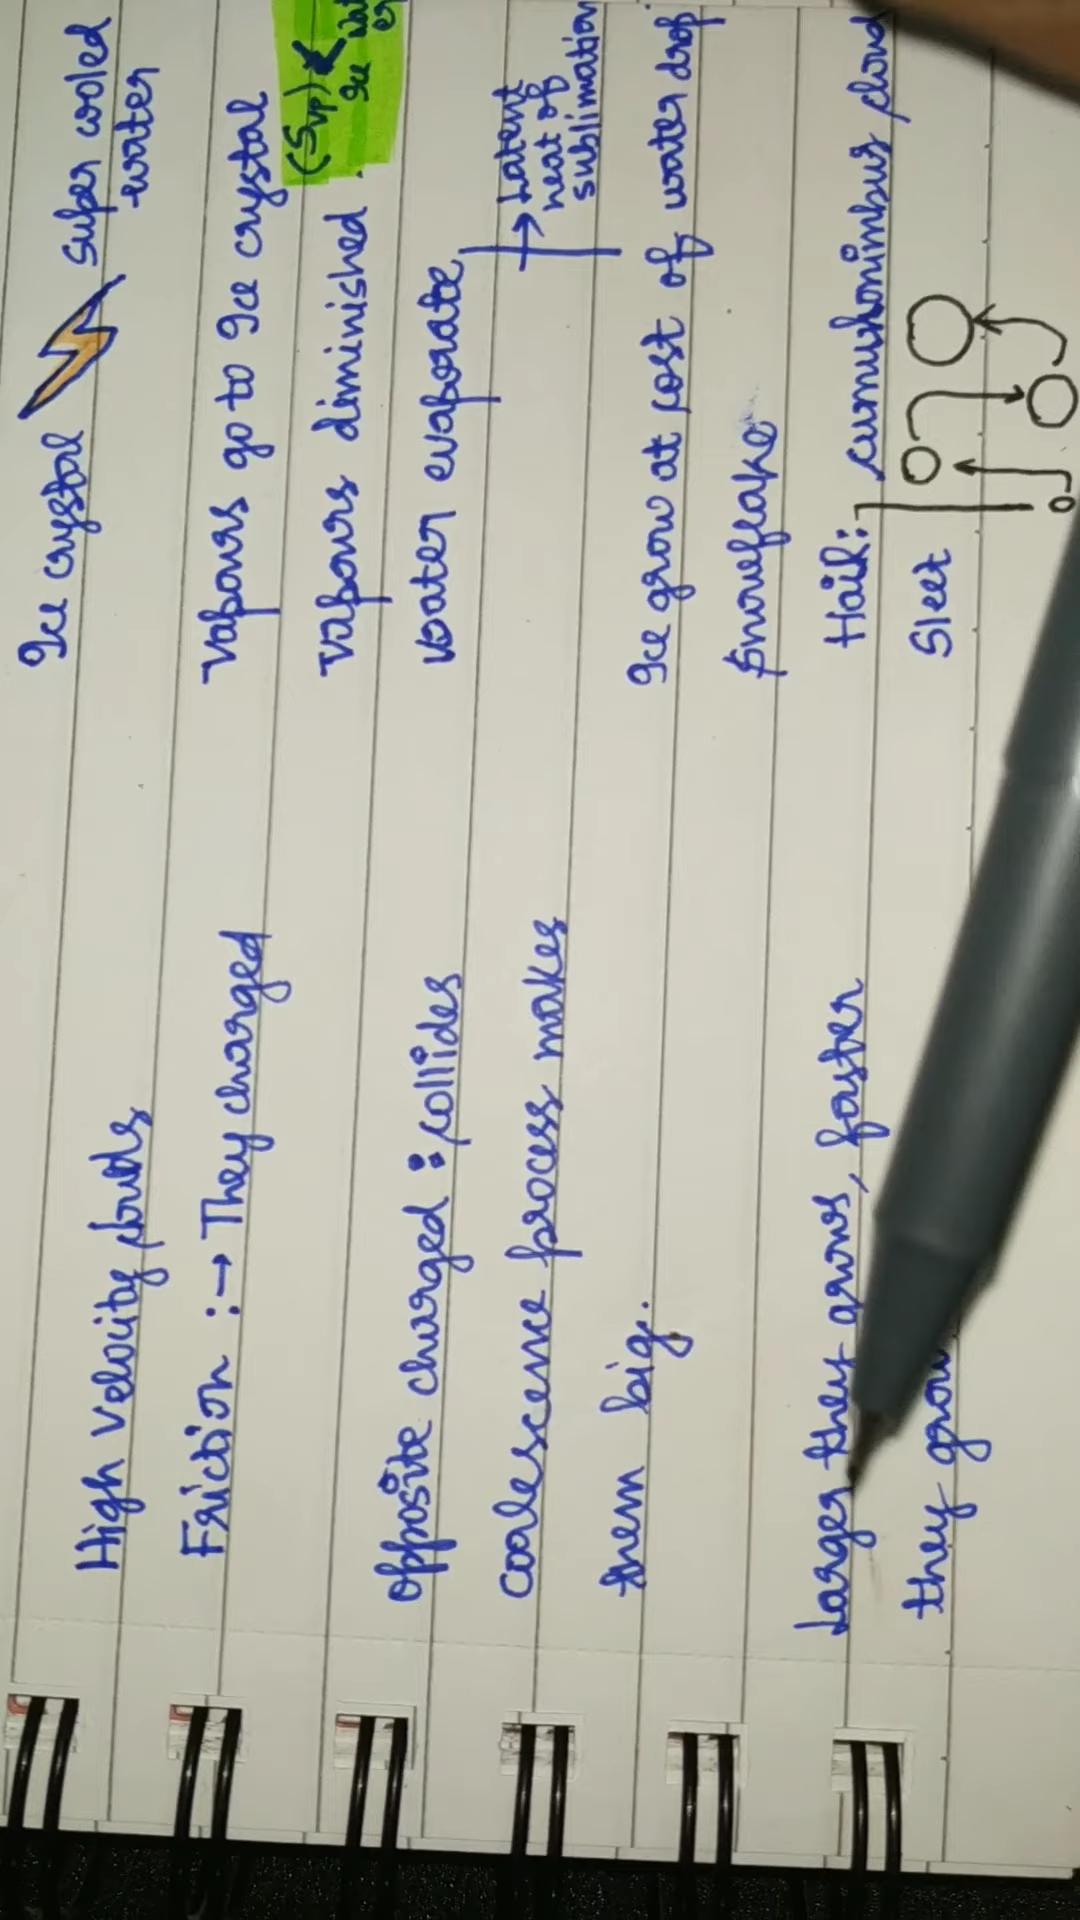 High velocity clouds
Friction :→ They charged
Opposite charged : collides
Coalescence process makes
them big.
Larger they grows, faster
they grow
Ice crystal super cooled
water
Vapours go to Ice crystal
Vapours diminished.
(SVP) <
Ice
water evaporate
→ Latent
heat of
sublimation
Ice grow at cost of water drop
Snowflake
Hail: cumulonimbus cloud
Sleet